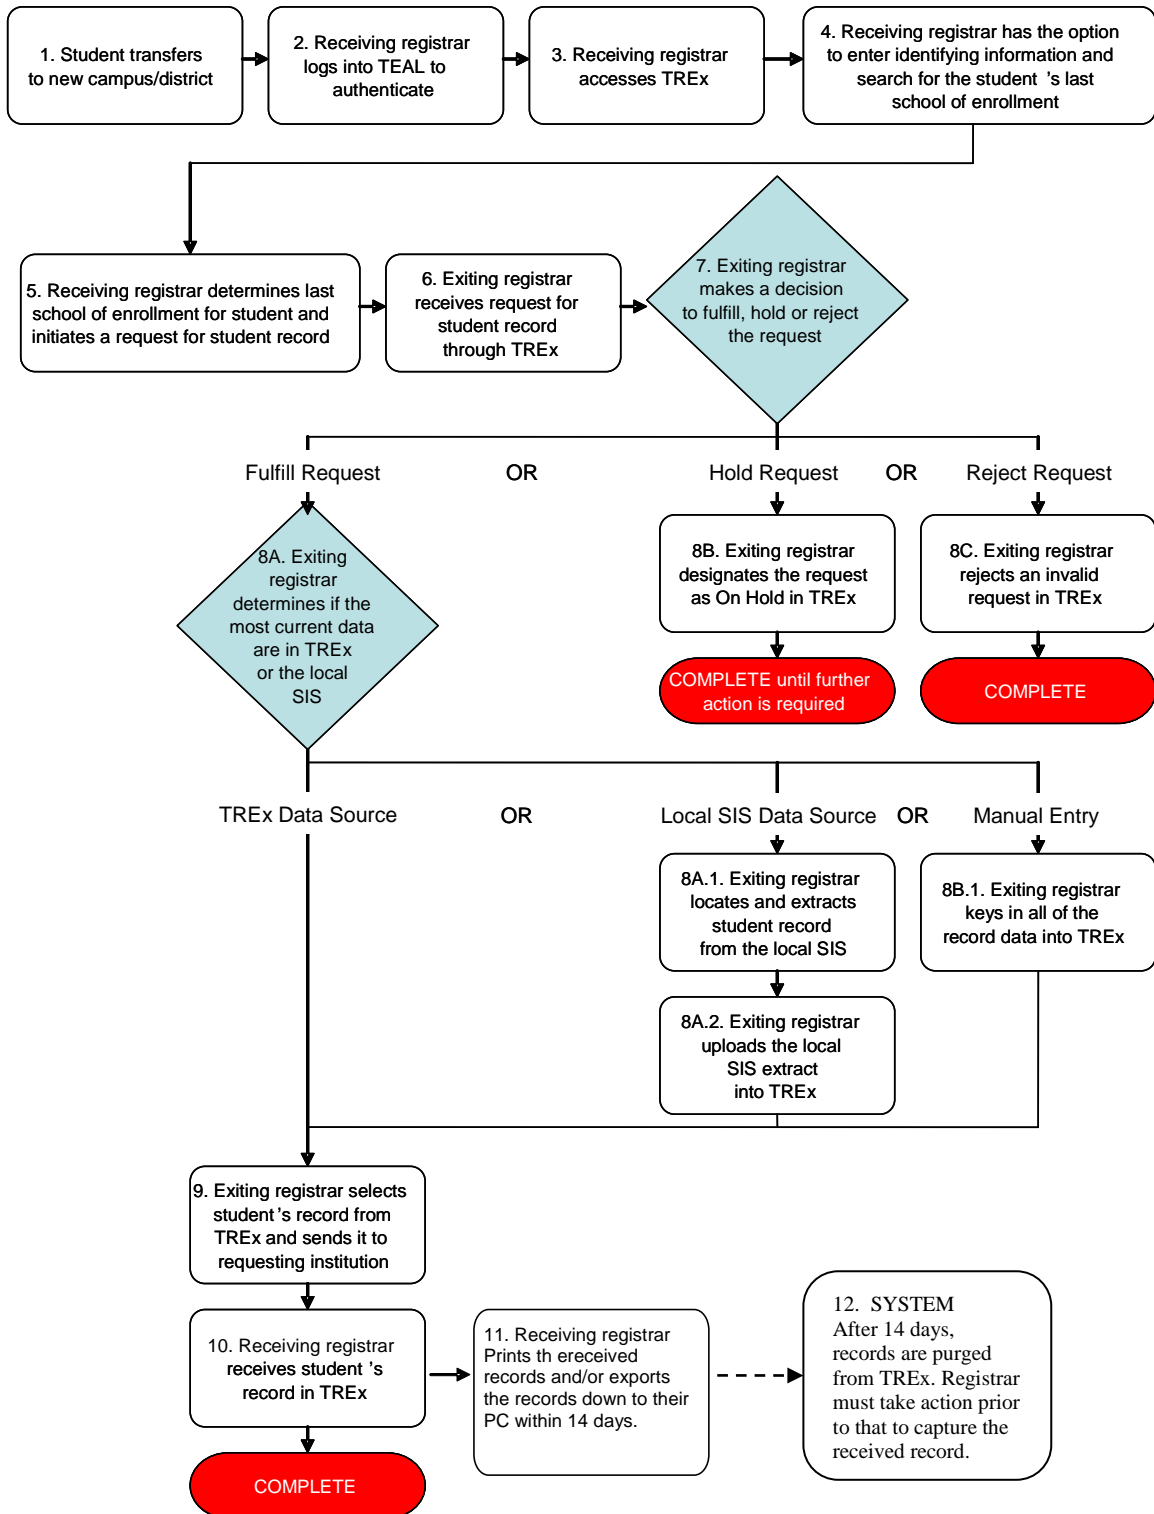 1. Student transfers
to new campus/district
2. Receiving registrar
logs into TEAL to
authenticate
3. Receiving registrar
accesses TREx
4. Receiving registrar has the option
to enter identifying information and
search for the student ’s last
school of enrollment
5. Receiving registrar determines last
school of enrollment for student and
initiates a request for student record
6. Exiting registrar
receives request for
student record
through TREx
7. Exiting registrar
makes a decision
to fulfill, hold or reject
the request
Fulfill Request
OR
Hold Request
OR
Reject Request
8A. Exiting
registrar
determines if the
most current data
are in TREx
or the local
SIS
8B. Exiting registrar
designates the request
as On Hold in TREx
8C. Exiting registrar
rejects an invalid
request in TREx
COMPLETE until further
action is required
COMPLETE
TREx Data Source
OR
Local SIS Data Source
OR
Manual Entry
8A.1. Exiting registrar
locates and extracts
student record
from the local SIS
8B.1. Exiting registrar
keys in all of the
record data into TREx
8A.2. Exiting registrar
uploads the local
SIS extract
into TREx
9. Exiting registrar selects
student ’s record from
TREx and sends it to
requesting institution
10. Receiving registrar
receives student ’s
record in TREx
11. Receiving registrar
Prints th ereceived
records and/or exports
the records down to their
PC within 14 days.
12. SYSTEM
After 14 days,
records are purged
from TREx. Registrar
must take action prior
to that to capture the
received record.
COMPLETE